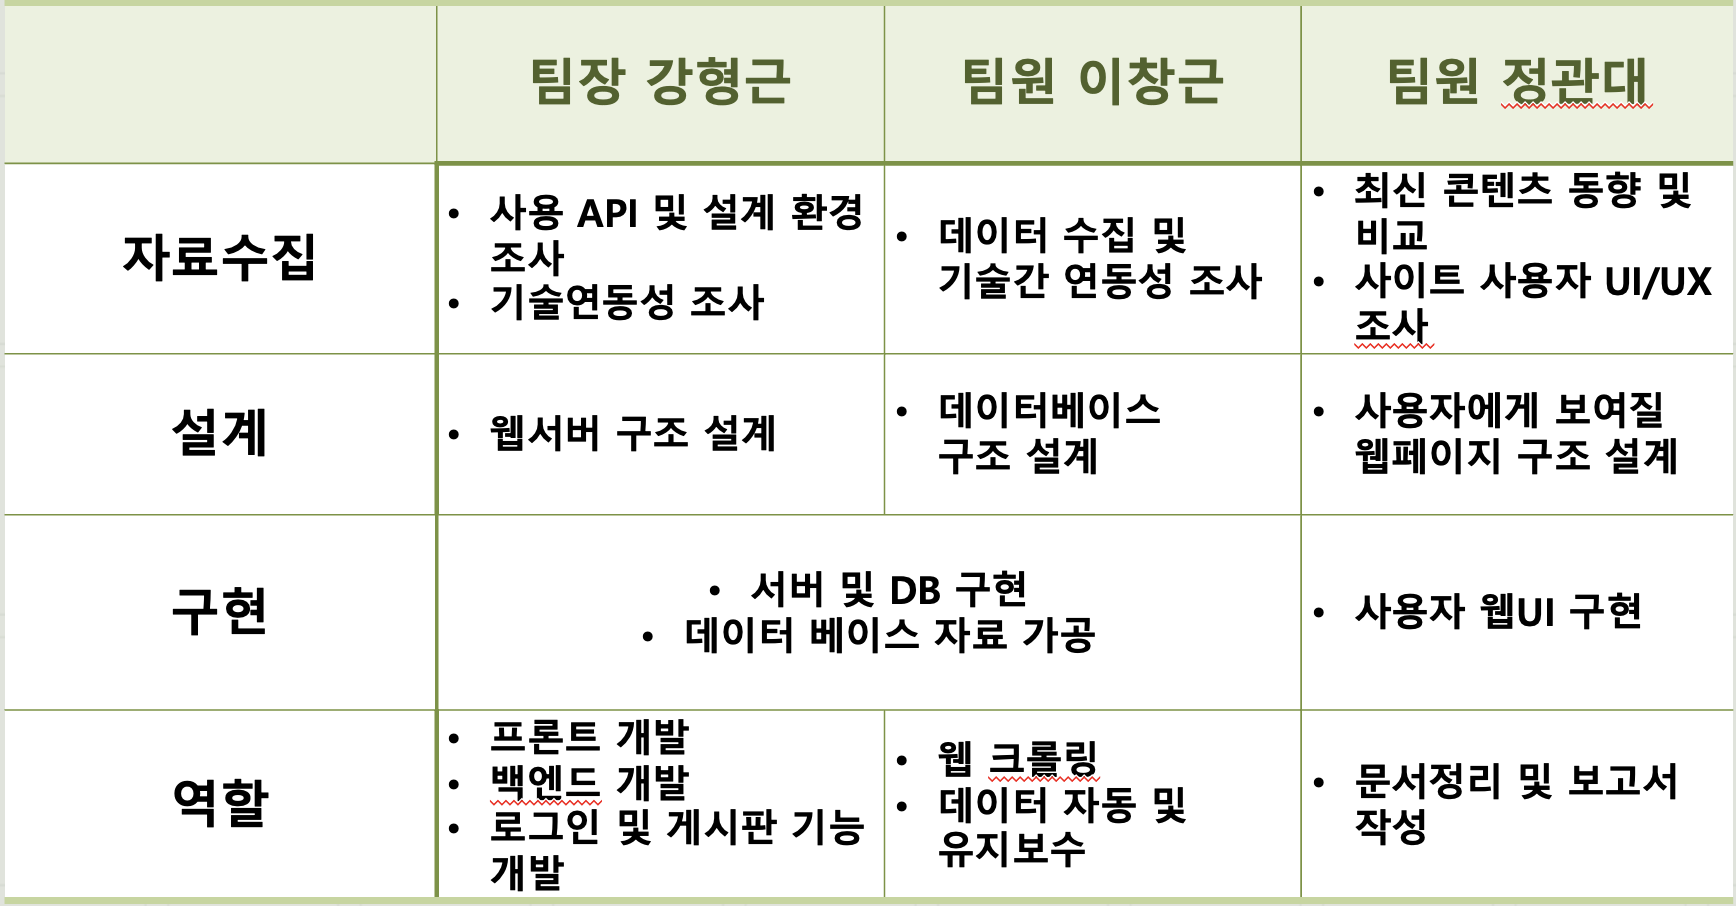 팀장 강형근
팀원 이창근
팀원 정관대
자료수집
• 사용 API 및 설계 환경
조사
• 기술연동성 조사
• 데이터 수집 및
기술간 연동성 조사
• 최신 콘텐츠 동향 및
비교
• 사이트 사용자 UI/UX
조사
설계
• 웹서버 구조 설계
• 데이터베이스
구조 설계
• 사용자에게 보여질
웹페이지 구조 설계
구현
• 서버 및 DB 구현
• 데이터 베이스 자료 가공
• 사용자 웹UI 구현
역할
• 프론트 개발
• 백엔드 개발
• 로그인 및 게시판 기능
개발
• 웹 크롤링
• 데이터 자동 및
유지보수
• 문서정리 및 보고서
작성